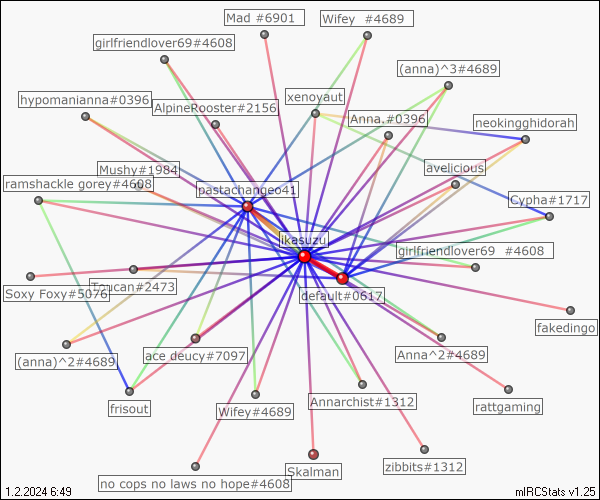 Mad #6901
Wifey  #4689
girlfriendlover69#4608
(anna)^3#4689
hypomanianna#0396
AlpineRooster#2156
xenoyaut
Anna.#0396
neokingghidorah
Mushy#1984
avelicious
ramshackle gorey#4608
pastachangeo41
Cypha#1717
ikasuzu
girlfriendlover69  #4608
Soxy Foxy#5076
Toucan#2473
default#0617
fakedingo
(anna)^2#4689
ace deucy#7097
Anna^2#4689
frisout
Wifey#4689
Annarchist#1312
rattgaming
no cops no laws no hope#4608
Skalman
zibbits#1312
1.2.2024 6:49
mIRCStats v1.25